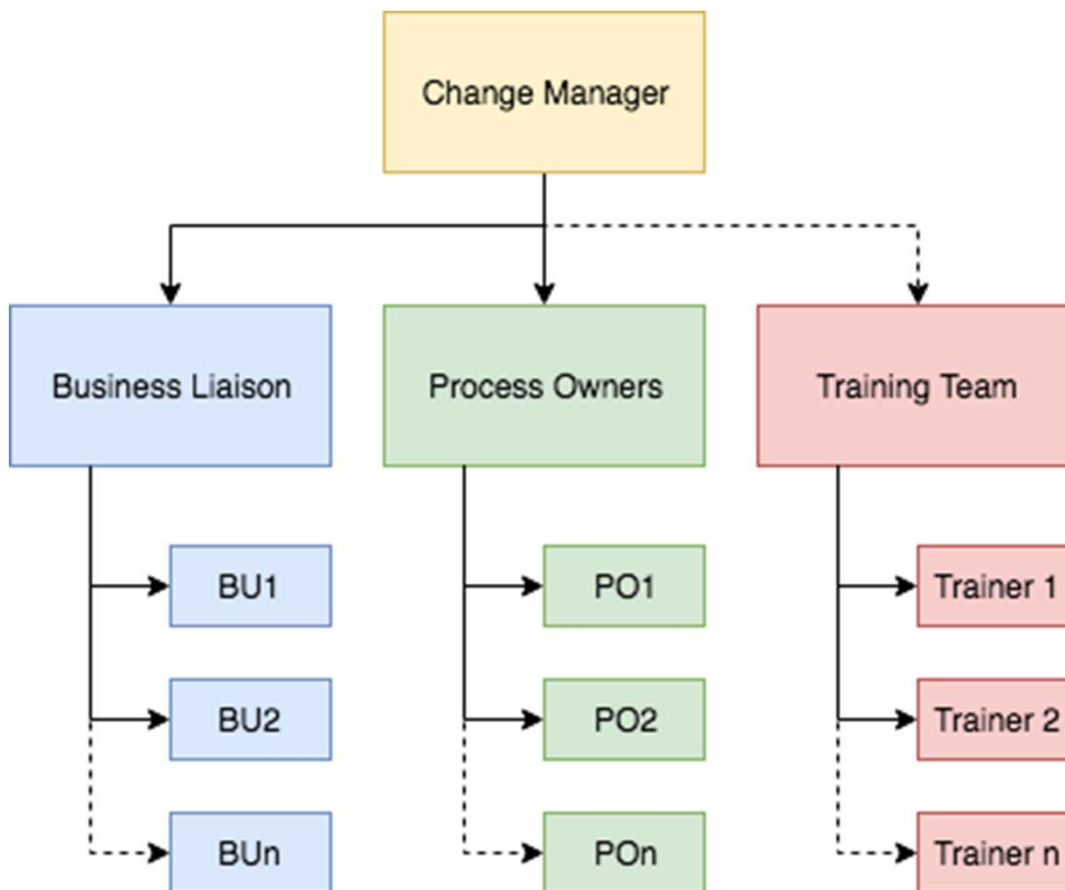 Change Manager
Business Liaison
Process Owners
Training Team
BU1
PO1
Trainer 1
BU2
PO2
Trainer 2
BUn
POn
Trainer n